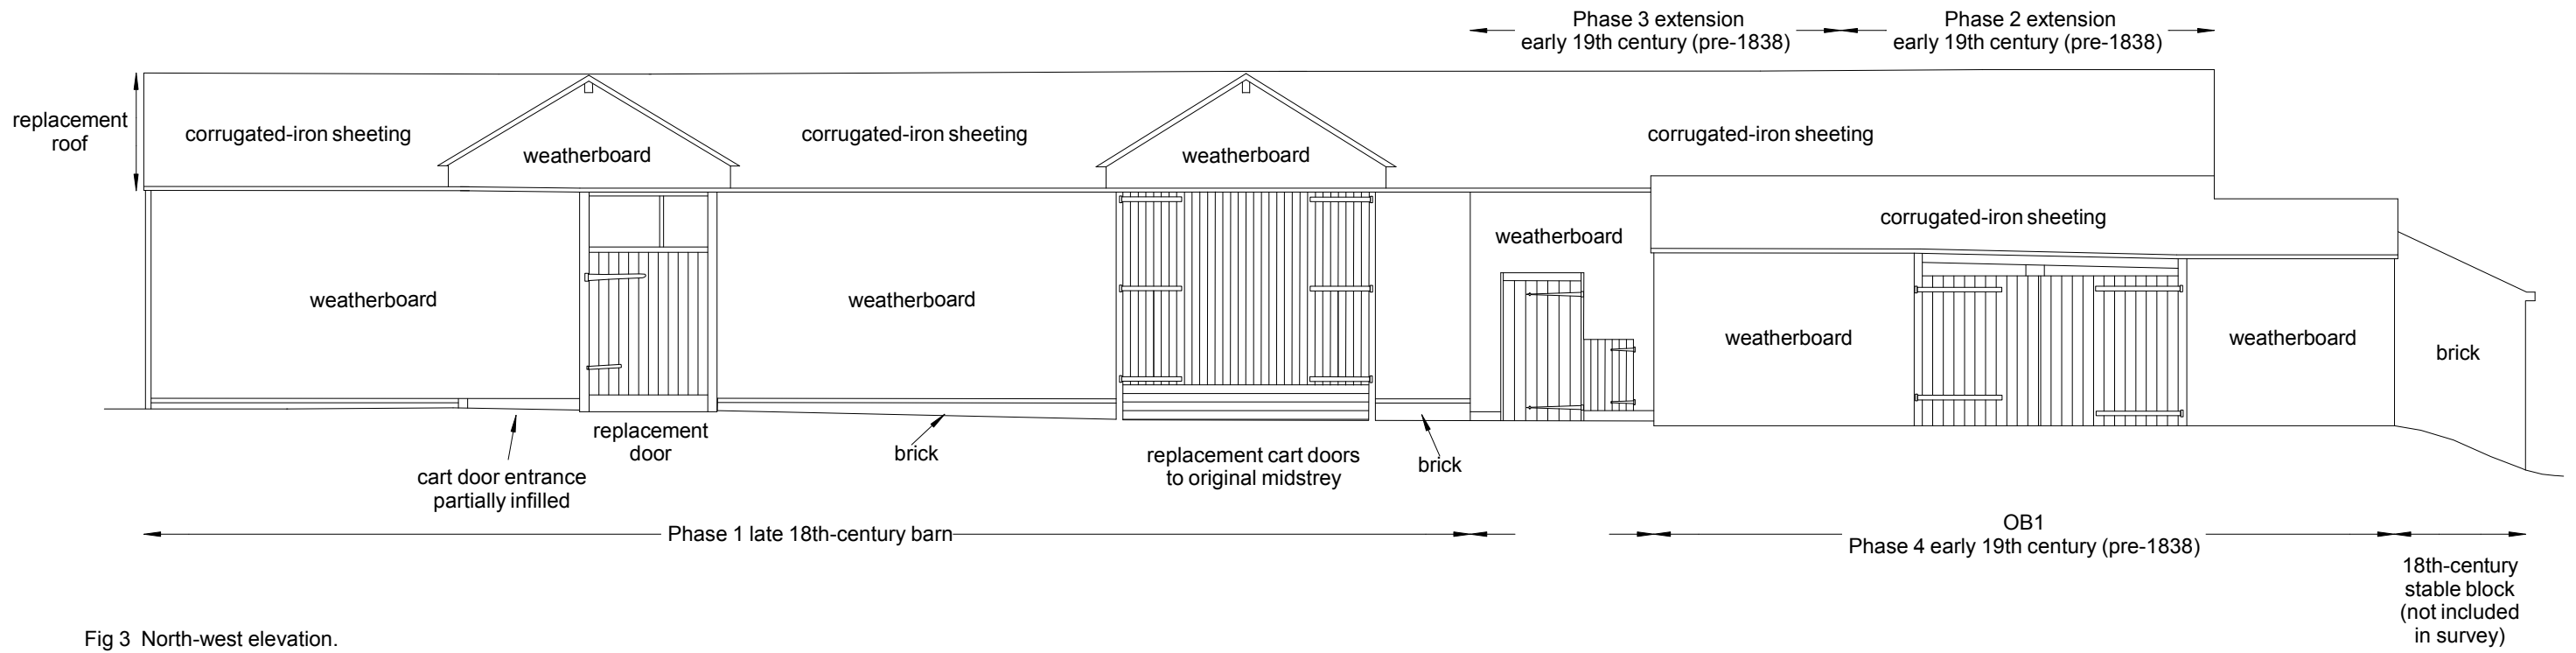 Phase 3 extension
early 19th century (pre-1838)
Phase 2 extension
early 19th century (pre-1838)
replacement
roof
corrugated-iron sheeting
weatherboard
corrugated-iron sheeting
weatherboard
corrugated-iron sheeting
corrugated-iron sheeting
weatherboard
weatherboard
weatherboard
weatherboard
weatherboard
brick
replacement
door
brick
replacement cart doors
to original midstrey
brick
cart door entrance
partially infilled
Phase 1 late 18th-century barn
OB1
Phase 4 early 19th century (pre-1838)
18th-century
stable block
(not included
in survey)
Fig 3 North-west elevation.